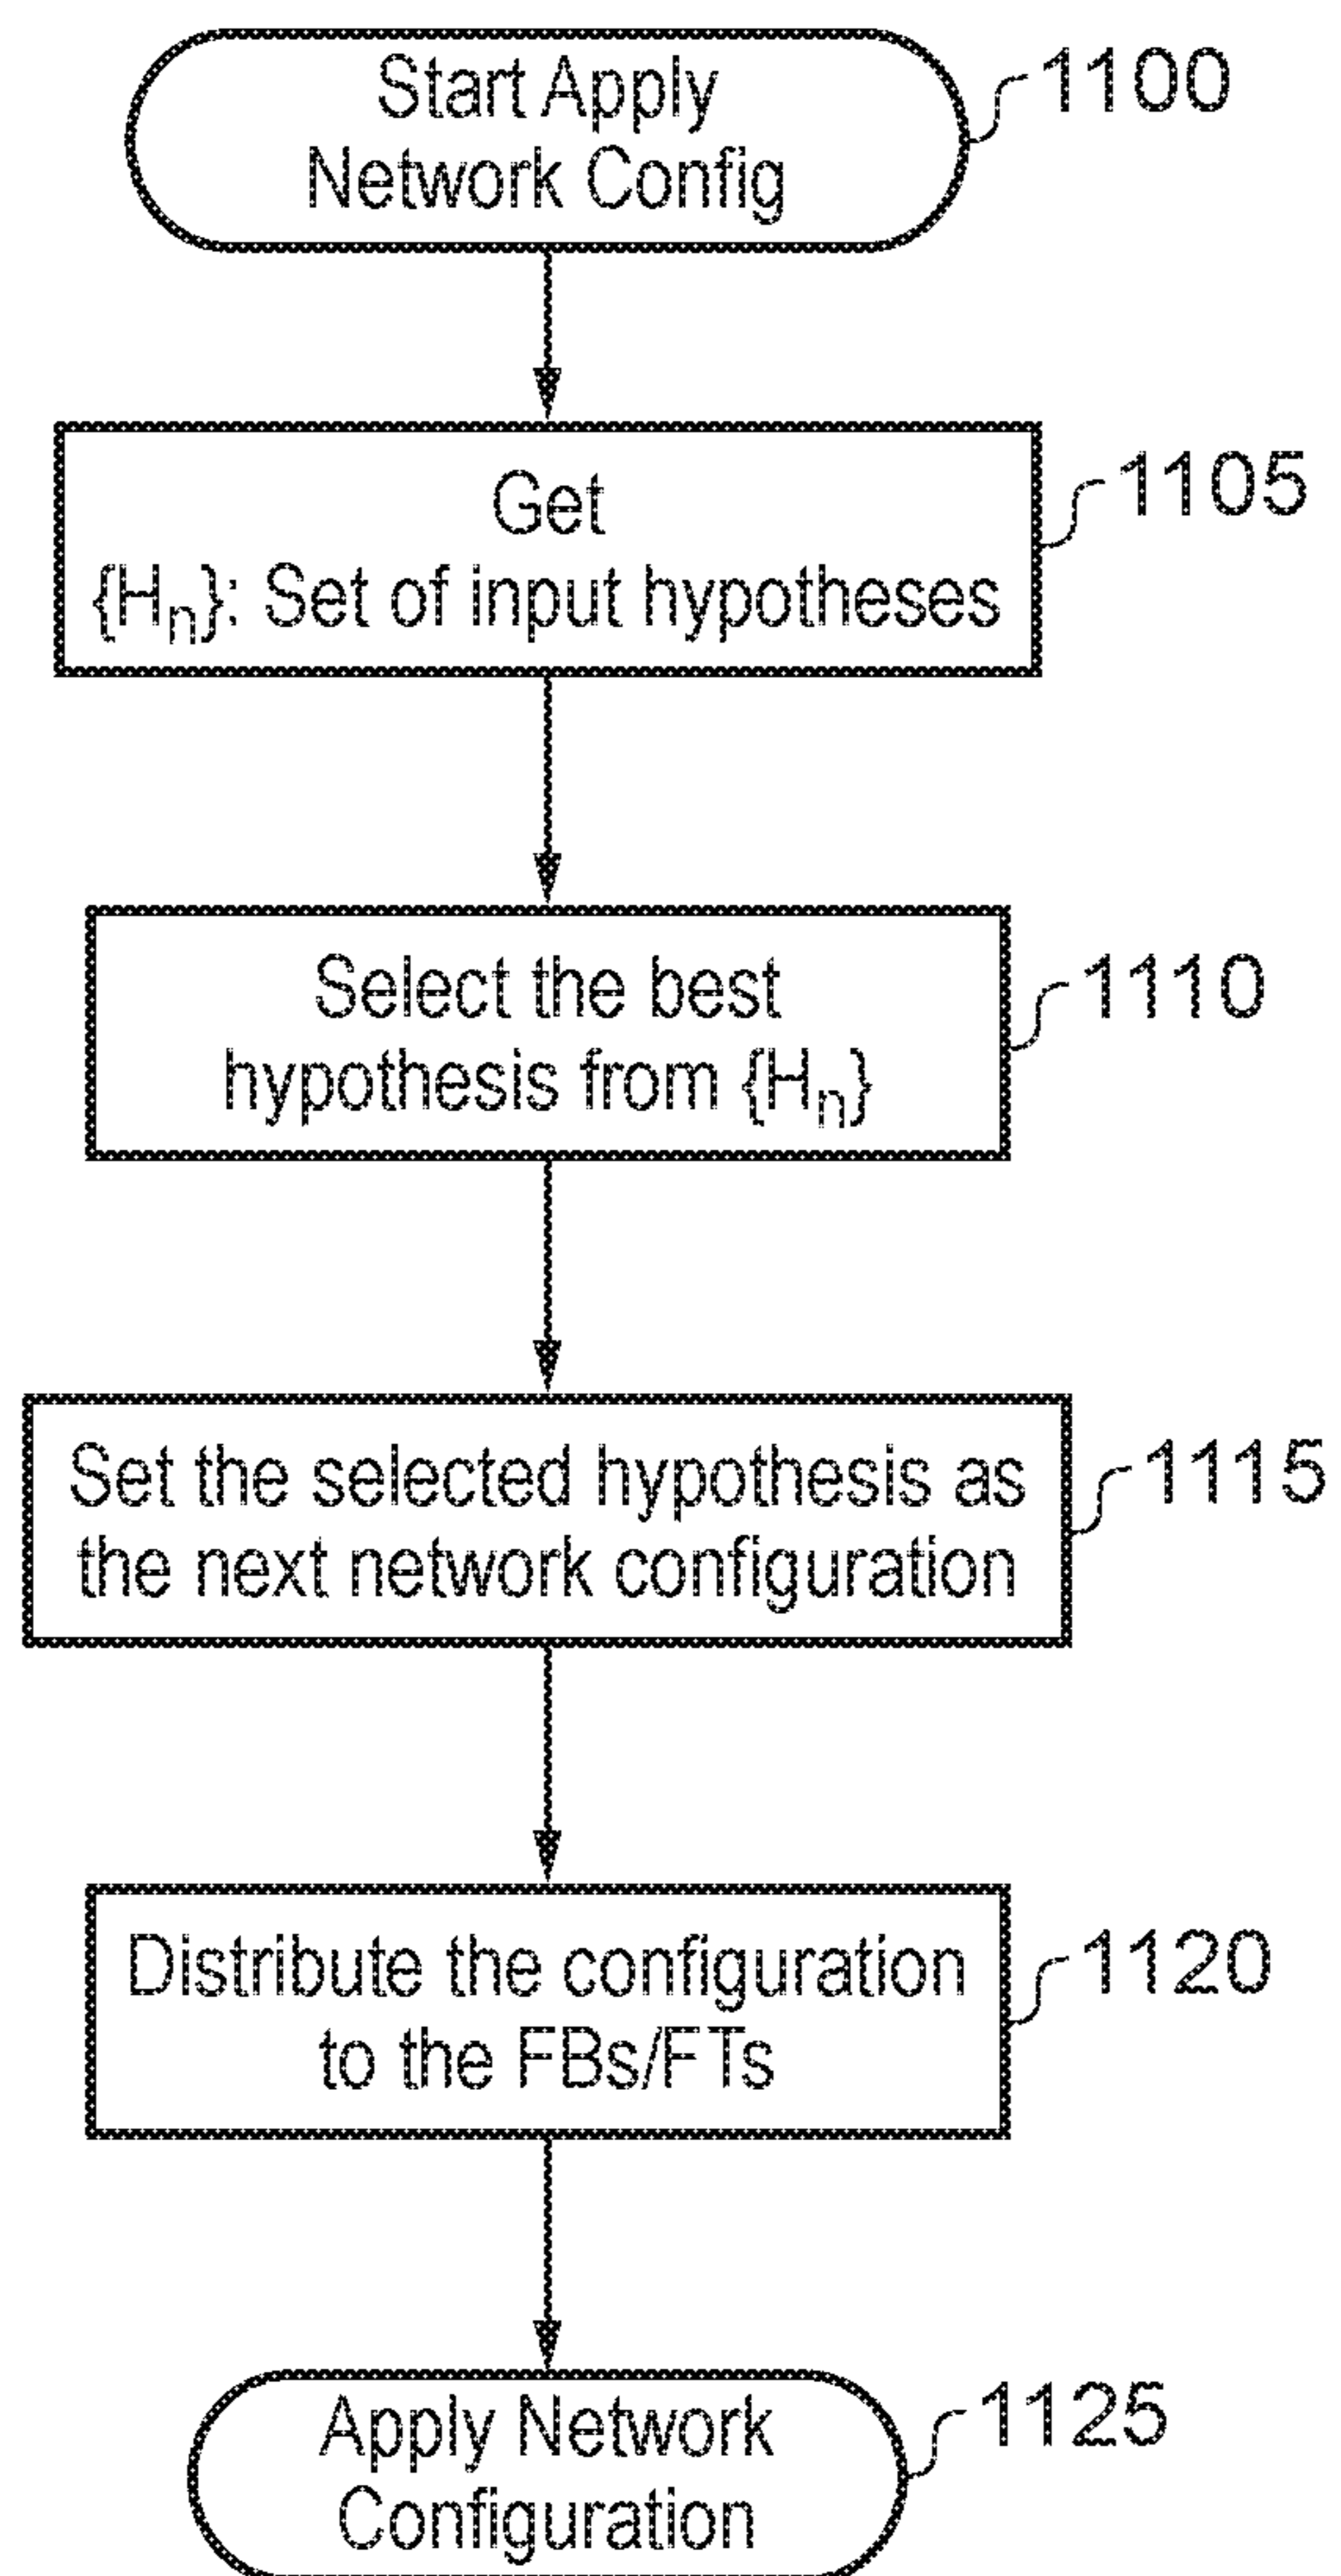 Start Apply
Network Config
1100
Get
{Hn}: Set of input hypotheses
1105
Select the best
hypothesis from {Hn}
1110
Set the selected hypothesis as
the next network configuration
1115
Distribute the configuration
to the FBs/FTs
1120
Apply Network
Configuration
1125